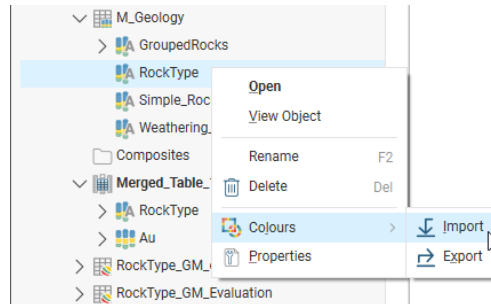 M_Geology
GroupedRocks
RockType
Open
View Object
Simple_Roc
Weathering_
Composites
Rename F2
Merged_Table_
Delete Del
RockType
Colours Import
Au
Properties Export
RockType_GM_
RockType_GM_Evaluation